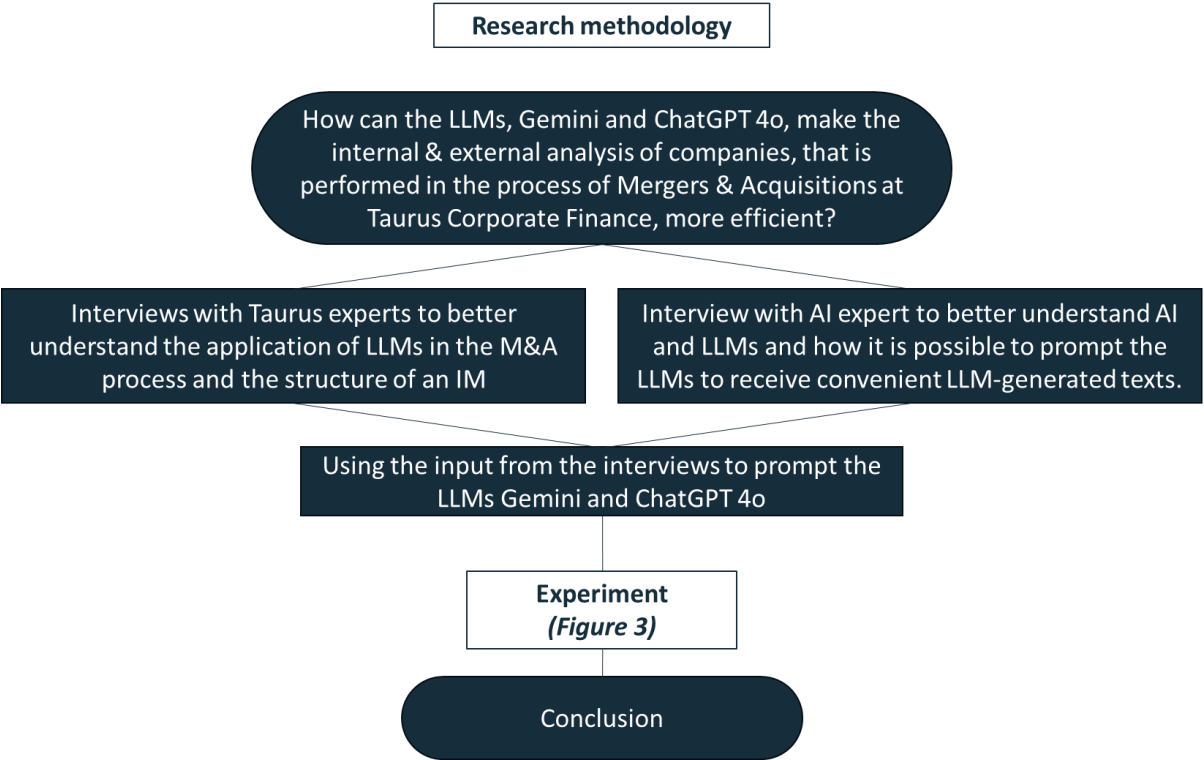 Research methodology
How can the LLMs, Gemini and ChatGPT 4o, make the
internal & external analysis of companies, that is
performed in the process of Mergers & Acquisitions at
Taurus Corporate Finance, more efficient?
Interviews with Taurus experts to better
understand the application of LLMs in the M&A
process and the structure of an IM
Interview with AI expert to better understand AI
and LLMs and how it is possible to prompt the
LLMs to receive convenient LLM-generated texts.
Using the input from the interviews to prompt the
LLMs Gemini and ChatGPT 4o
Experiment
(Figure 3)
Conclusion